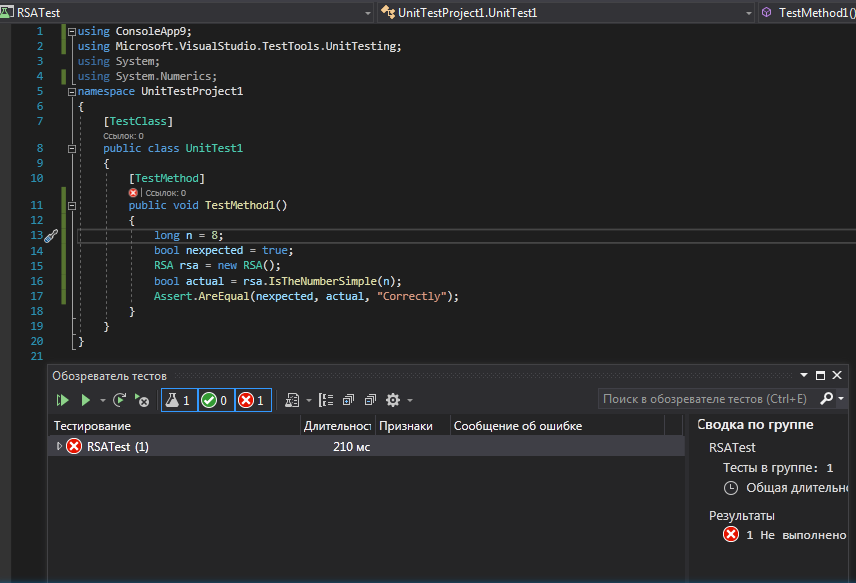 RSATest UnitTestProject1.UnitTest1 TestMethod1()
1 using ConsoleApp9;
2 using Microsoft.VisualStudio.TestTools.UnitTesting;
3 using System;
4 using System.Numerics;
5 namespace UnitTestProject1
6 {
7 [TestClass]
Ссылок: 0
8 public class UnitTest1
9 {
10 [TestMethod]
| Ссылок: 0
11 public void TestMethod1()
12 {
13 long n = 8;
14 bool nexpected = true;
15 RSA rsa = new RSA();
16 bool actual = rsa.IsTheNumberSimple(n);
17 Assert.AreEqual(nexpected, actual, "Correctly");
18 }
19 }
20 }
21
Обозреватель тестов
1 0 1 Поиск в обозревателе тестов (Ctrl+E)
Тестирование Длительност Признаки Сообщение об ошибке
RSATest (1) 210 мс
Сводка по группе
RSATest
Тесты в группе: 1
Общая длительно
Результаты
1 Не выполнено